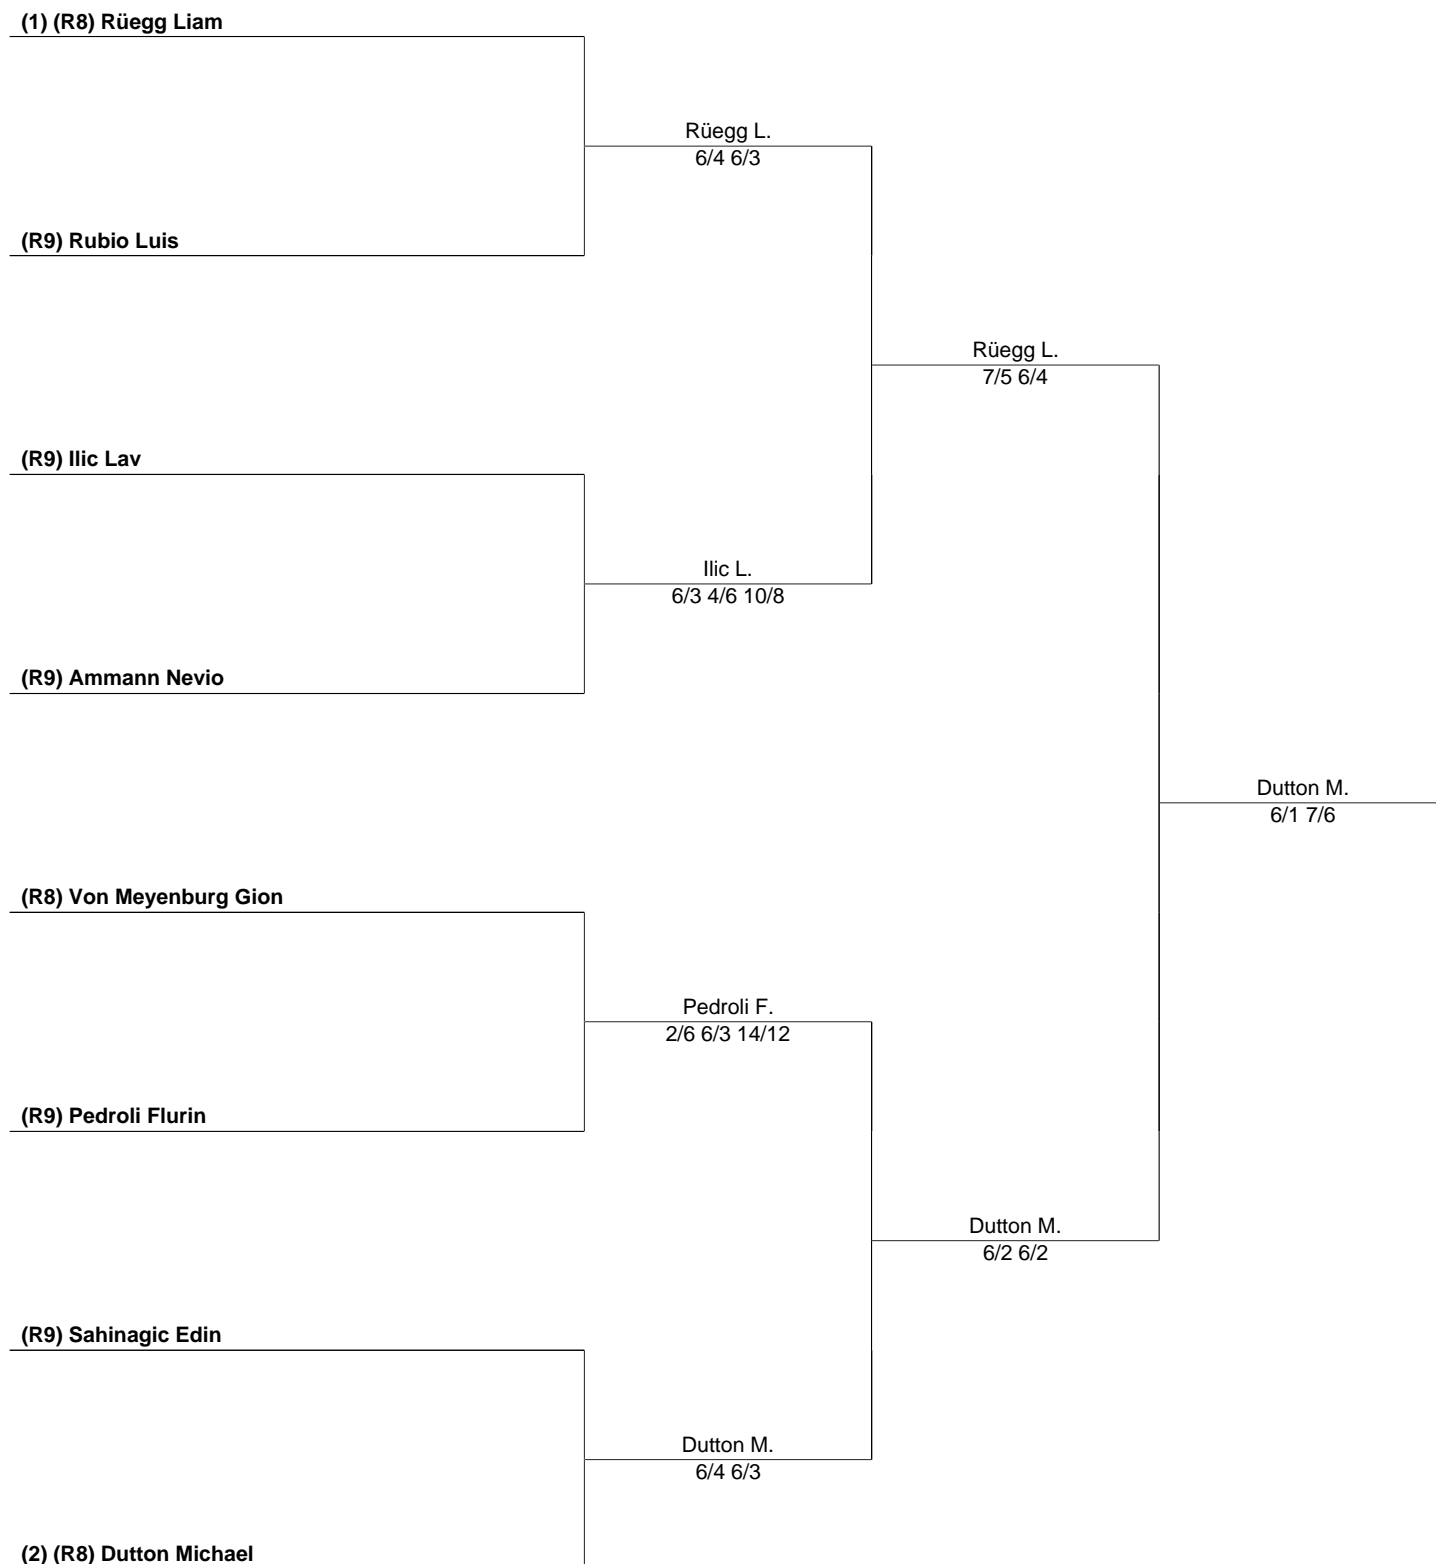 (1) (R8) Rüegg Liam
Rüegg L.
6/4 6/3
(R9) Rubio Luis
Rüegg L.
7/5 6/4
(R9) Ilic Lav
Ilic L.
6/3 4/6 10/8
(R9) Ammann Nevio
Dutton M.
6/1 7/6
(R8) Von Meyenburg Gion
Pedroli F.
2/6 6/3 14/12
(R9) Pedroli Flurin
Dutton M.
6/2 6/2
(R9) Sahinagic Edin
Dutton M.
6/4 6/3
(2) (R8) Dutton Michael